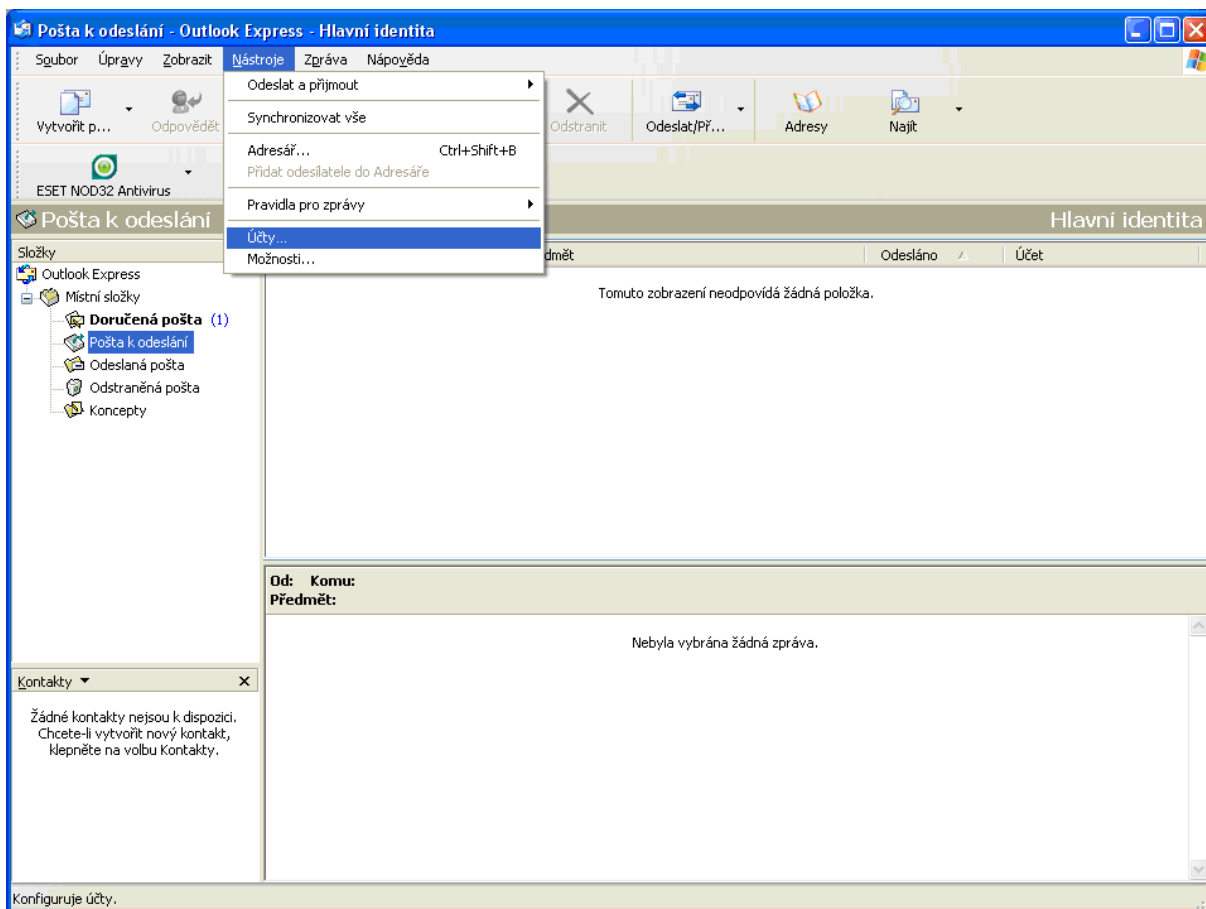 Pošta k odeslání - Outlook Express - Hlavní identita
Soubor Úpravy Zobrazit Nástroje Zpráva Nápověda
Odeslat a přijmout
Synchronizovat vše
Adresář... Ctrl+Shift+B
Přidat odesílatele do Adresáře
Pravidla pro zprávy
Účty...
Možnosti...
Vytvořit p... Odpovědět Odstranit Odeslat/Př... Adresy Najít
ESET NOD32 Antivirus
Pošta k odeslání Hlavní identita
Složky
Outlook Express
Místní složky
Doručená pošta (1)
Pošta k odeslání
Odeslaná pošta
Odstraněná pošta
Koncepty
dmět Odesláno Účet
Tomuto zobrazení neodpovídá žádná položka.
Od: Komu:
Předmět:
Nebyla vybrána žádná zpráva.
Kontakty
Žádné kontakty nejsou k dispozici.
Chcete-li vytvořit nový kontakt,
klepněte na volbu Kontakty.
Konfiguruje účty.